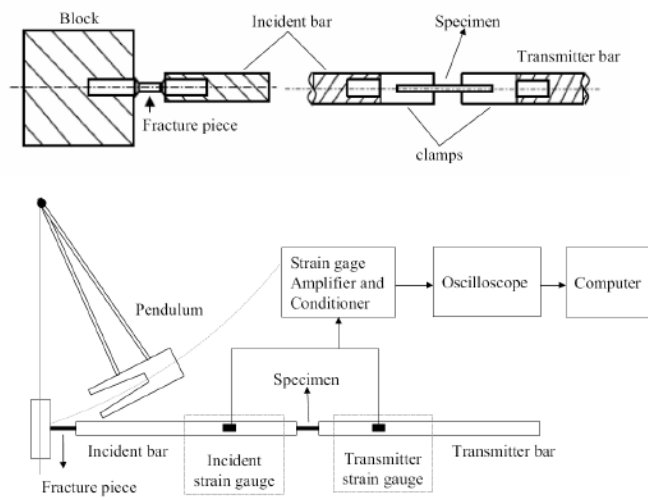 Block
Incident bar
Specimen
Transmitter bar
Fracture piece
clamps
Pendulum
Strain gage
Amplifier and
Conditioner
Oscilloscope
Computer
Specimen
Incident bar
Incident
strain gauge
Transmitter
strain gauge
Transmitter bar
Fracture piece